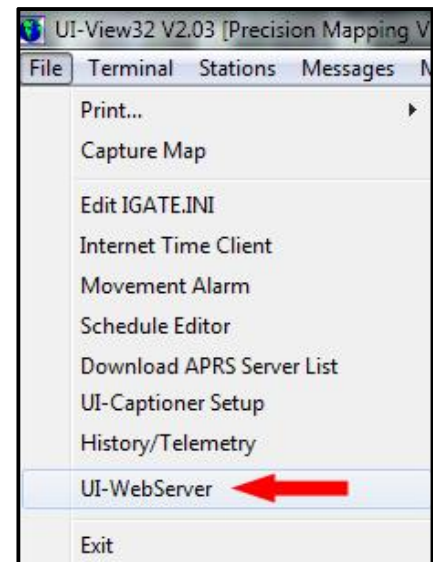 UI-View32 V2.03 [Precision Mapping V
File Terminal Stations Messages
Print...
Capture Map
Edit IGATE.INI
Internet Time Client
Movement Alarm
Schedule Editor
Download APRS Server List
UI-Captioner Setup
History/Telemetry
UI-WebServer
Exit